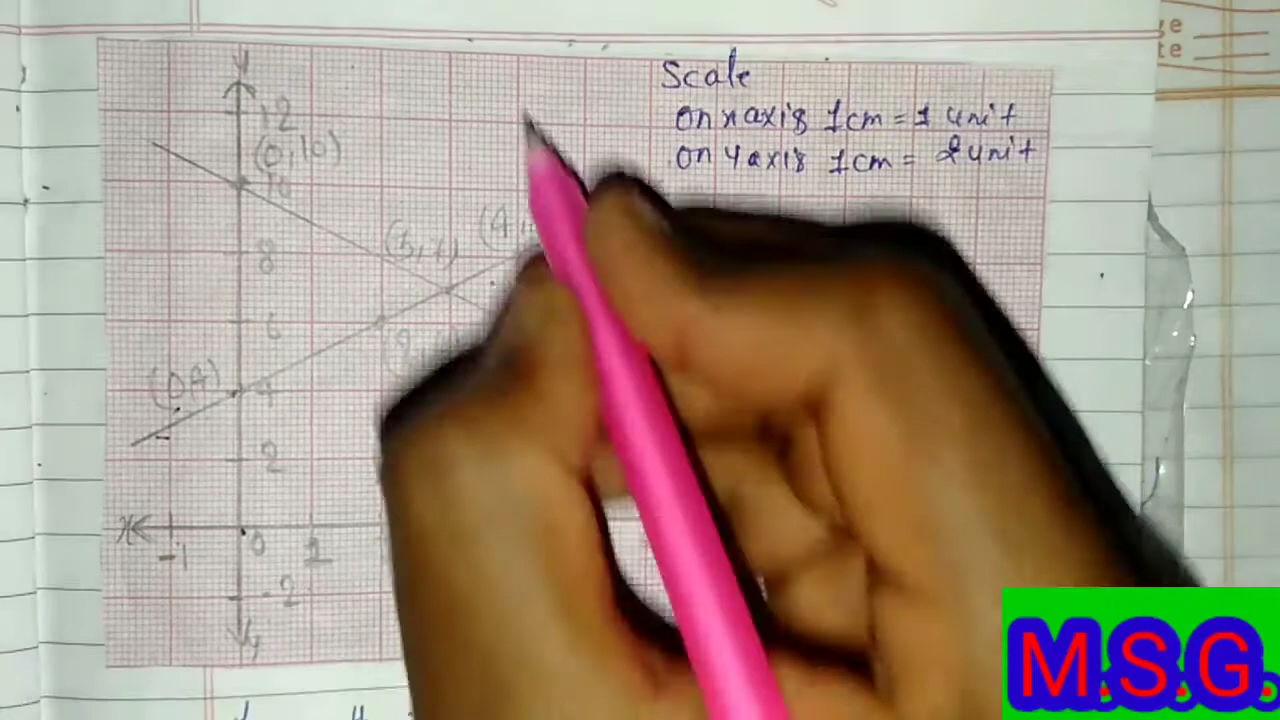 Scale
on x axis 1cm = 1 unit
on y axis 1cm = 2 unit
y
12
(0,10)
10
(3,7)
8
6
(0,4)
4
2
x
-1
0
1
-2
y
M.S.G.